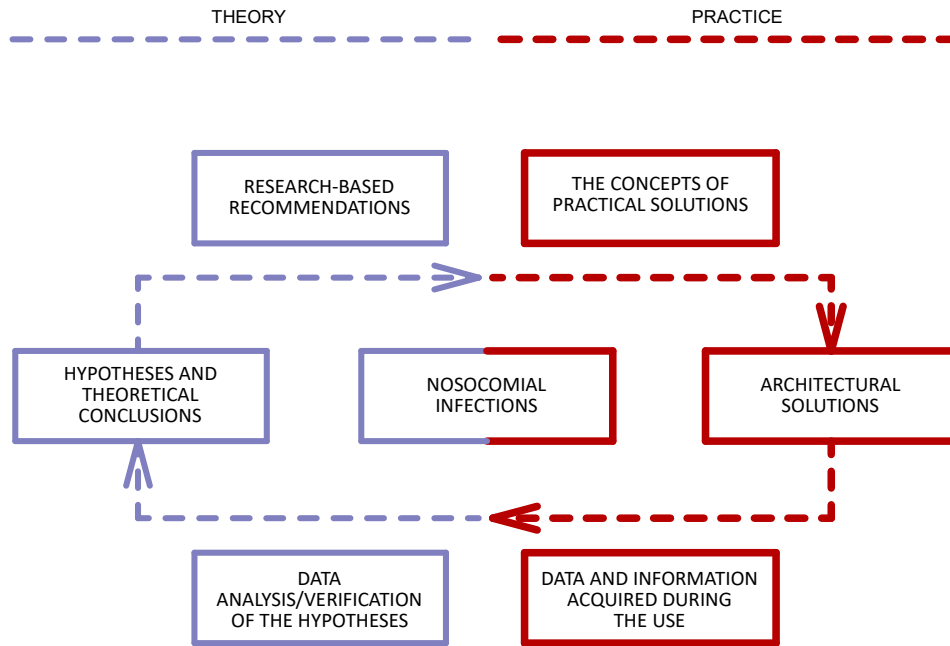 THEORY
PRACTICE
RESEARCH-BASED
RECOMMENDATIONS
THE CONCEPTS OF
PRACTICAL SOLUTIONS
HYPOTHESES AND
THEORETICAL
CONCLUSIONS
NOSOCOMIAL
INFECTIONS
ARCHITECTURAL
SOLUTIONS
DATA
ANALYSIS/VERIFICATION
OF THE HYPOTHESES
DATA AND INFORMATION
ACQUIRED DURING
THE USE